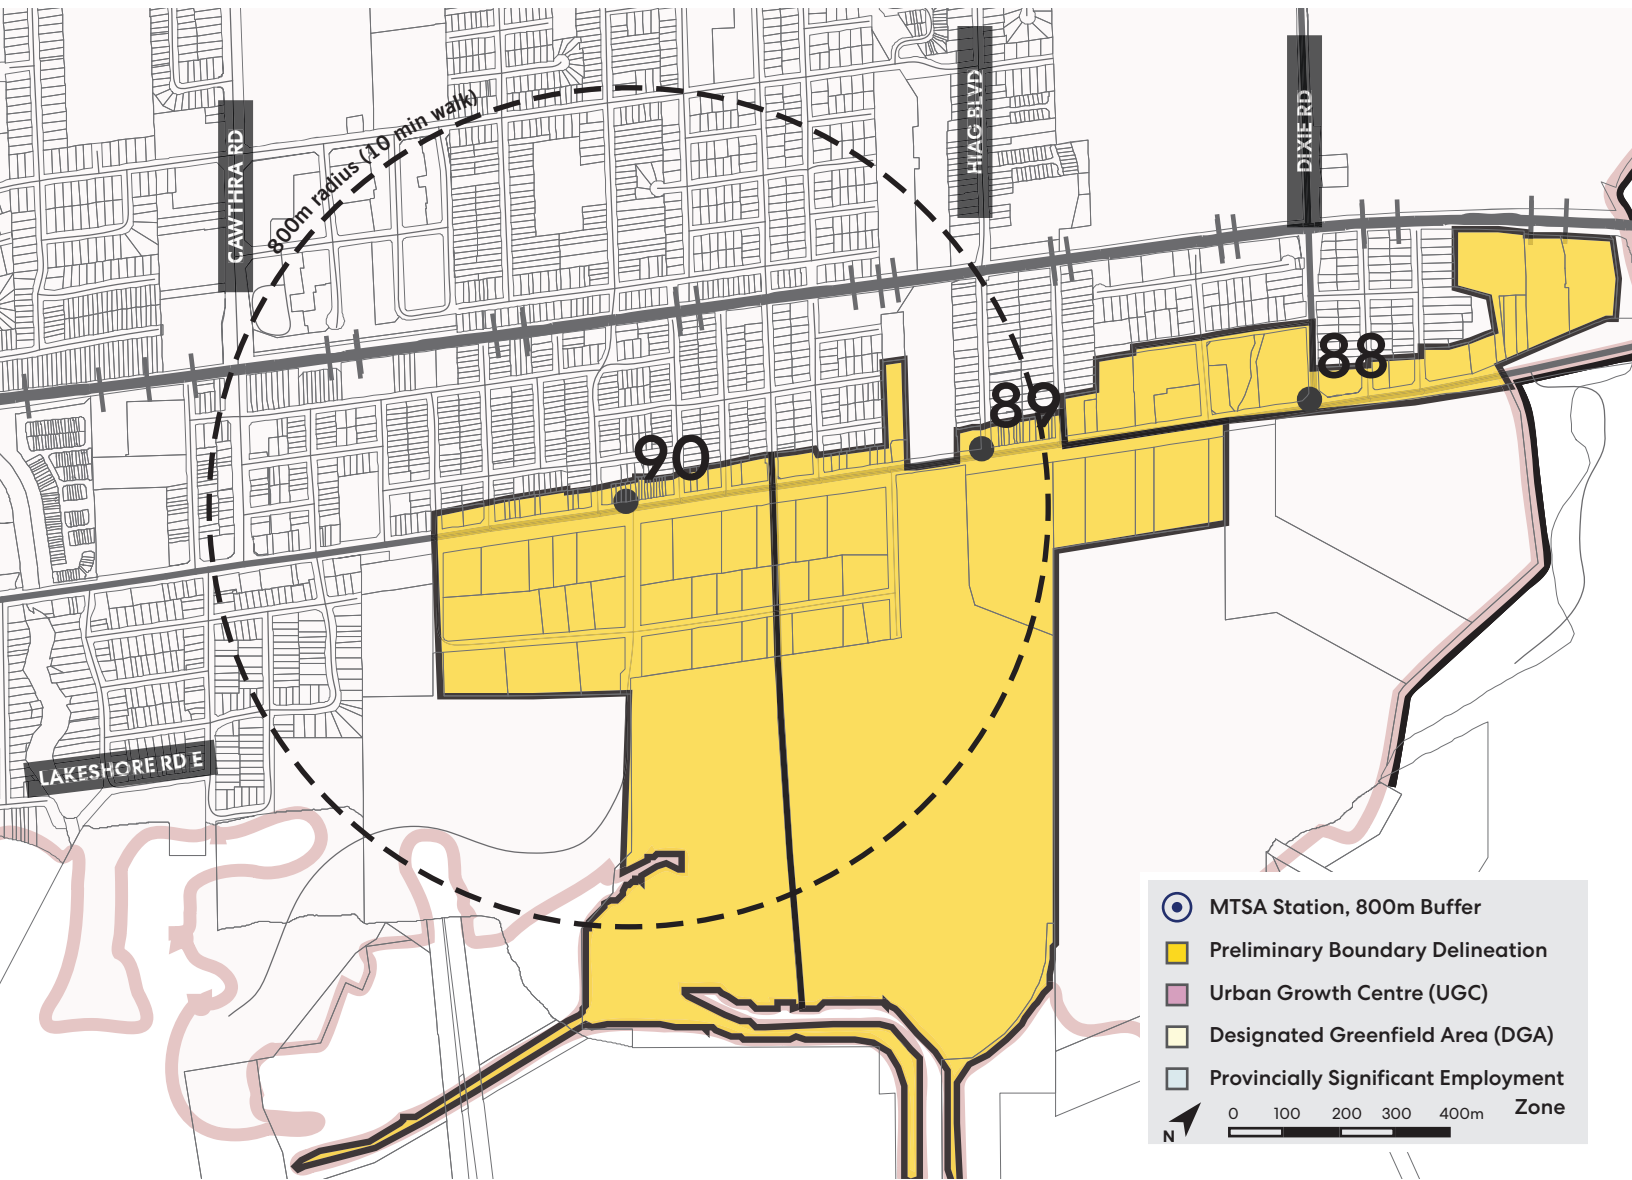 CAWTHRA RD
800m radius (10 min walk)
HIAG BLVD
DIXIE RD
88
89
90
LAKESHORE RD E
MTSA Station, 800m Buffer
Preliminary Boundary Delineation
Urban Growth Centre (UGC)
Designated Greenfield Area (DGA)
Provincially Significant Employment
Zone
N
0 100 200 300 400m